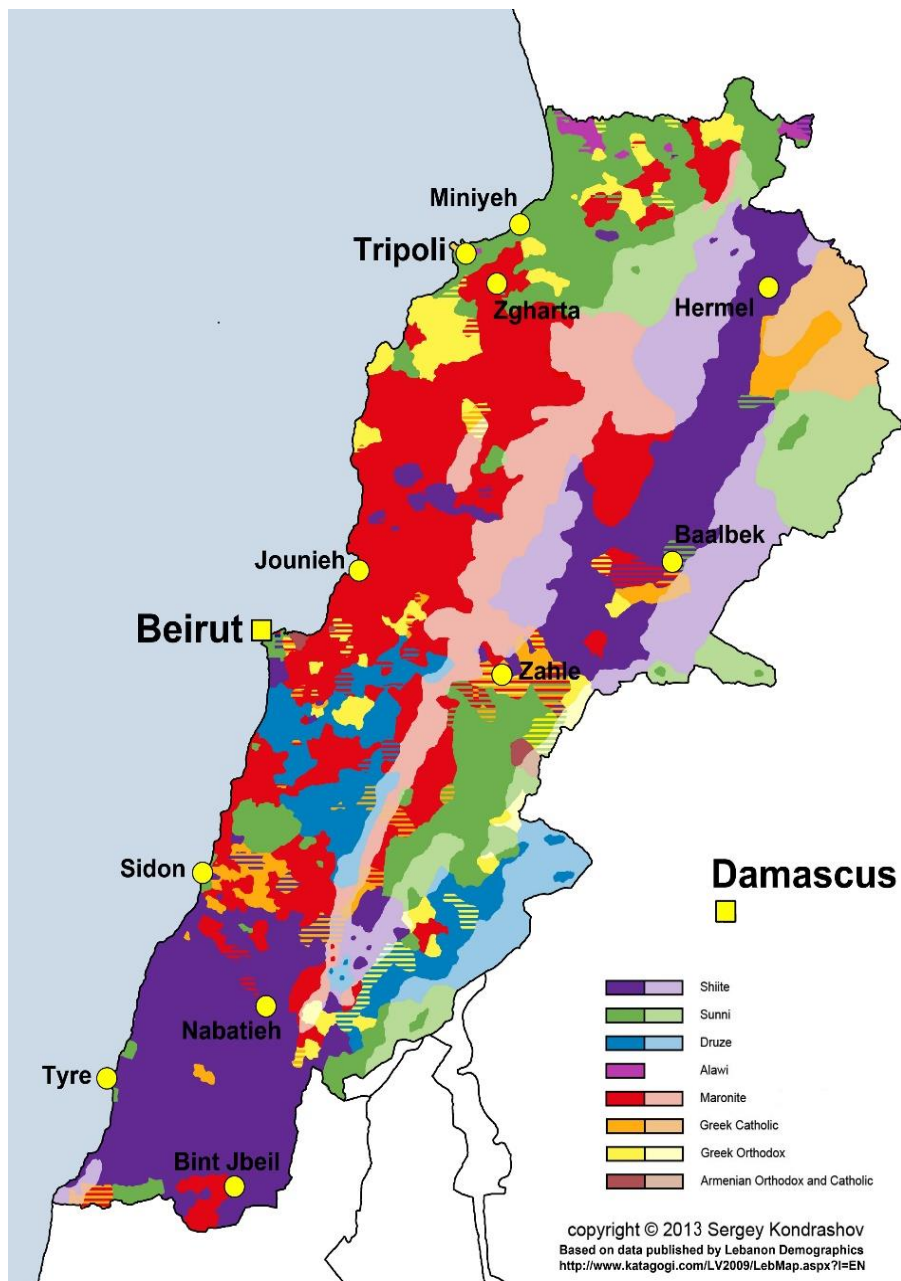 Miniyeh
Tripoli
Zgharta
Hermel
Baalbek
Jounieh
Beirut
Zahle
Sidon
Damascus
Nabatieh
Tyre
Bint Jbeil
Shiite
Sunni
Druze
Alawi
Maronite
Greek Catholic
Greek Orthodox
Armenian Orthodox and Catholic
copyright © 2013 Sergey Kondrashov
Based on data published by Lebanon Demographics
http://www.katagogi.com/LV2009/LebMap.aspx?l=EN